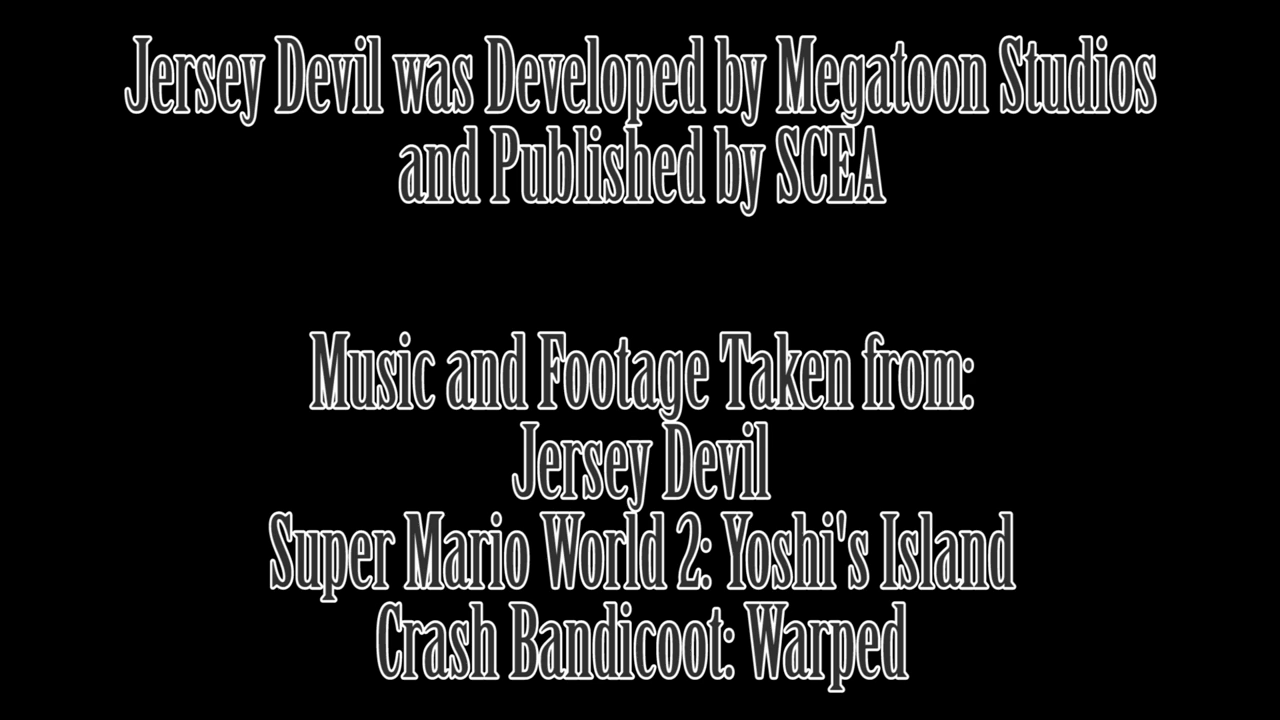 Jersey Devil was Developed by Megatoon Studios
and Published by SCEA
Music and Footage Taken from:
Jersey Devil
Super Mario World 2: Yoshi's Island
Crash Bandicoot: Warped